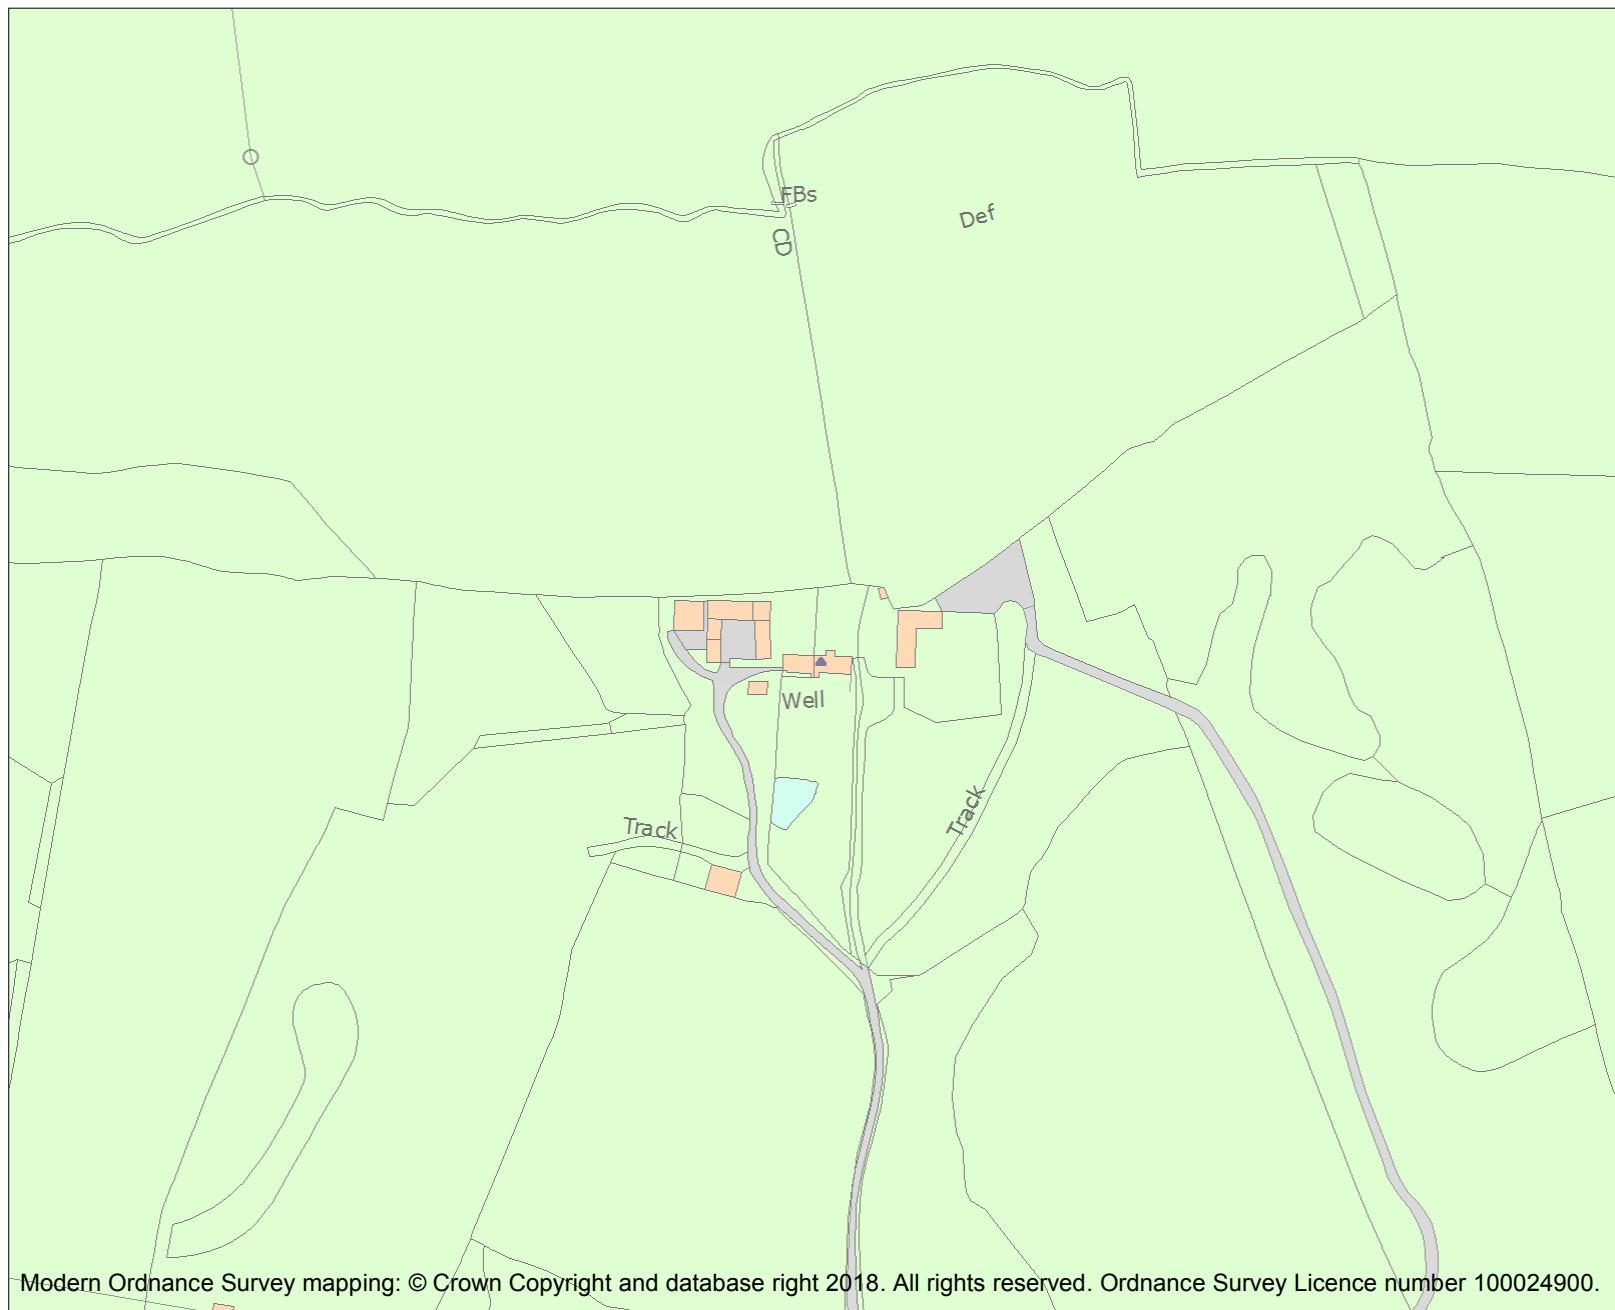 FBs
Def
CD
Well
Track
Track
Modern Ordnance Survey mapping: © Crown Copyright and database right 2018. All rights reserved. Ordnance Survey Licence number 100024900.